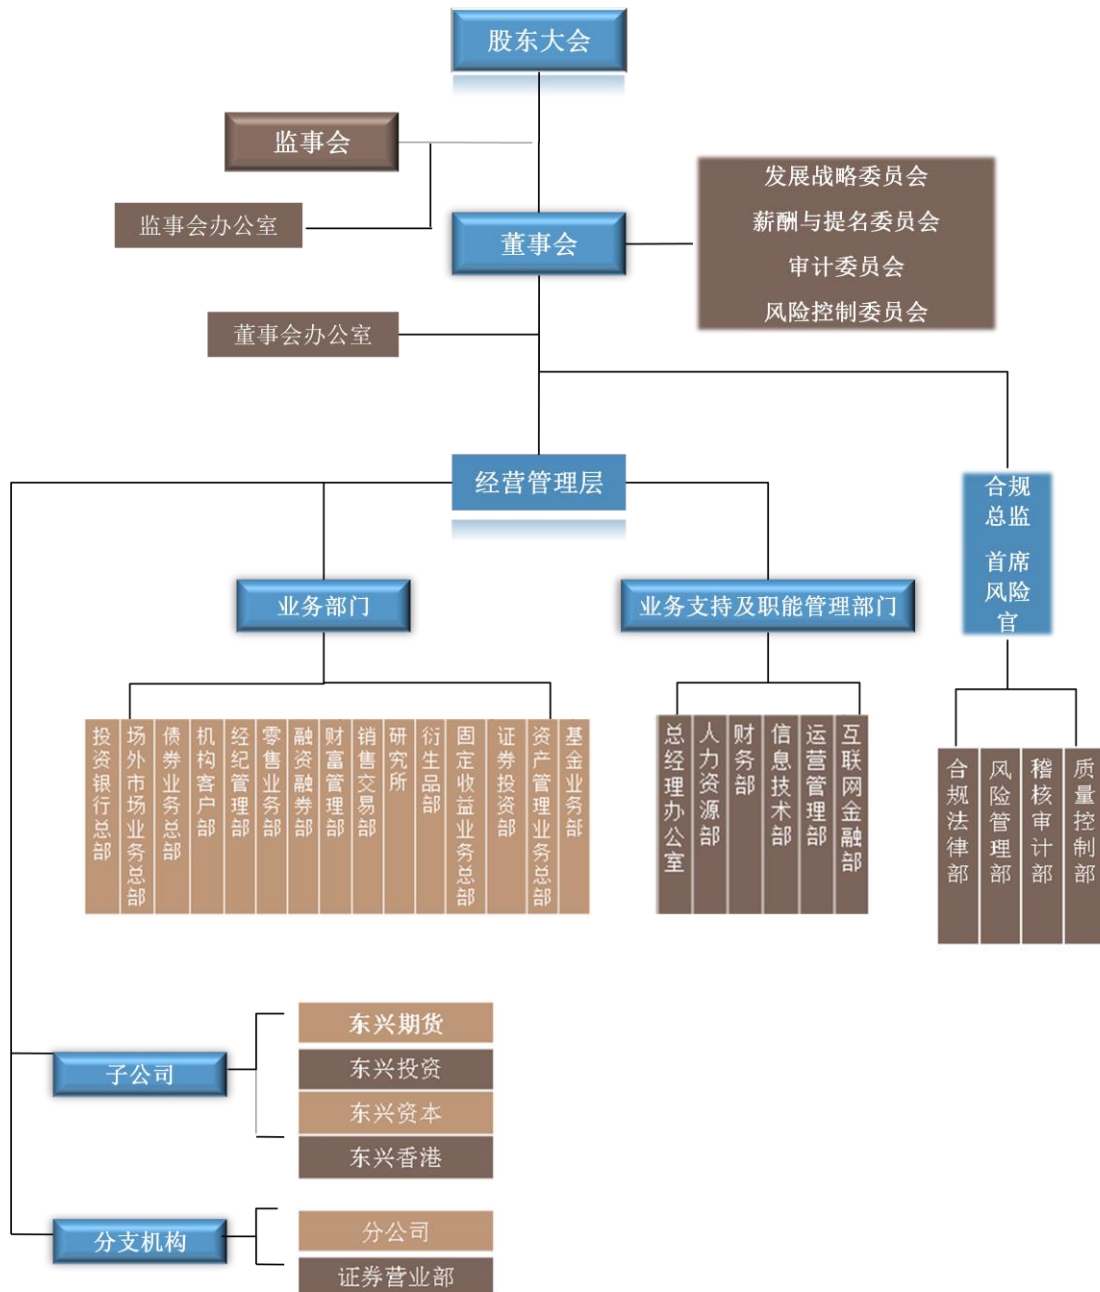 股东大会
监事会
发展战略委员会
薪酬与提名委员会
审计委员会
风险控制委员会
监事会办公室
董事会
董事会办公室
经营管理层
合规
总监
首席
风险
官
业务部门
业务支持及职能管理部门
投资银行总部
场外市场业务总部
债券业务总部
机构客户部
经纪管理部
零售业务部
融资融券部
财富管理部
销售交易部
研究所
衍生品部
固定收益业务总部
证券投资部
资产管理业务总部
基金业务部
总经理办公室
人力资源部
财务部
信息技术部
运营管理部
互联网金融部
合规法律部
风险管理部
稽核审计部
质量控制部
子公司
东兴期货
东兴投资
东兴资本
东兴香港
分支机构
分公司
证券营业部